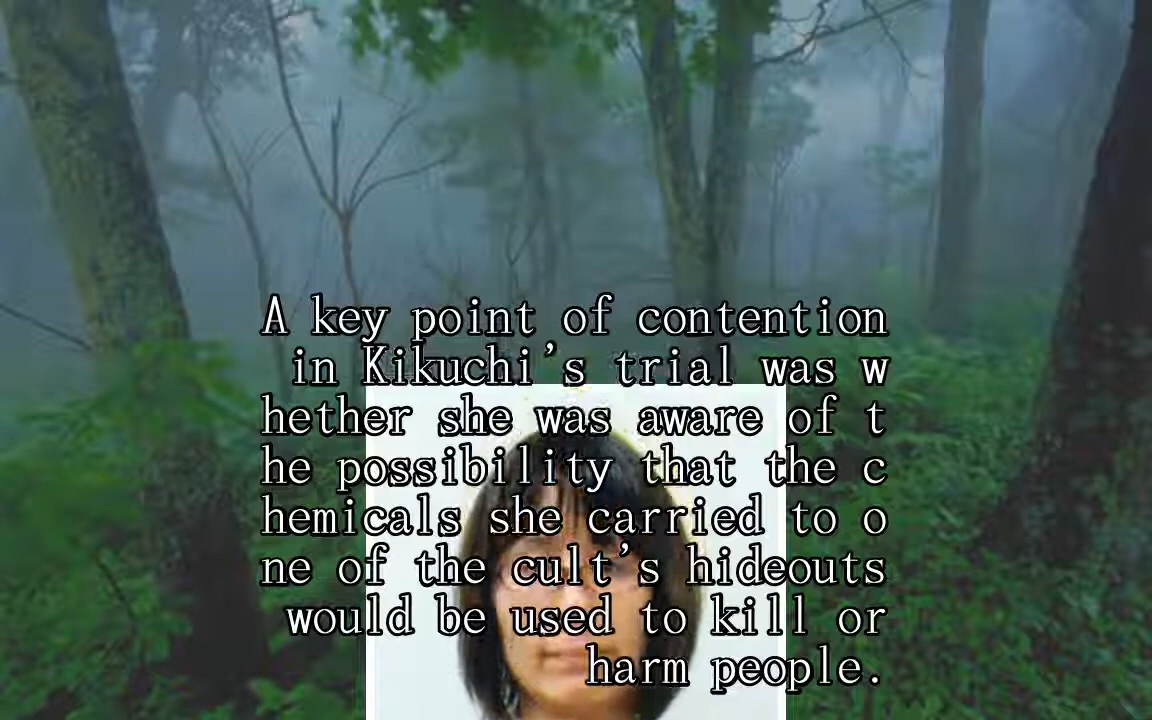 A key point of contention
in Kikuchi’s trial was w
hether she was aware of t
he possibility that the c
hemicals she carried to o
ne of the cult’s hideouts
would be used to kill or
harm people.